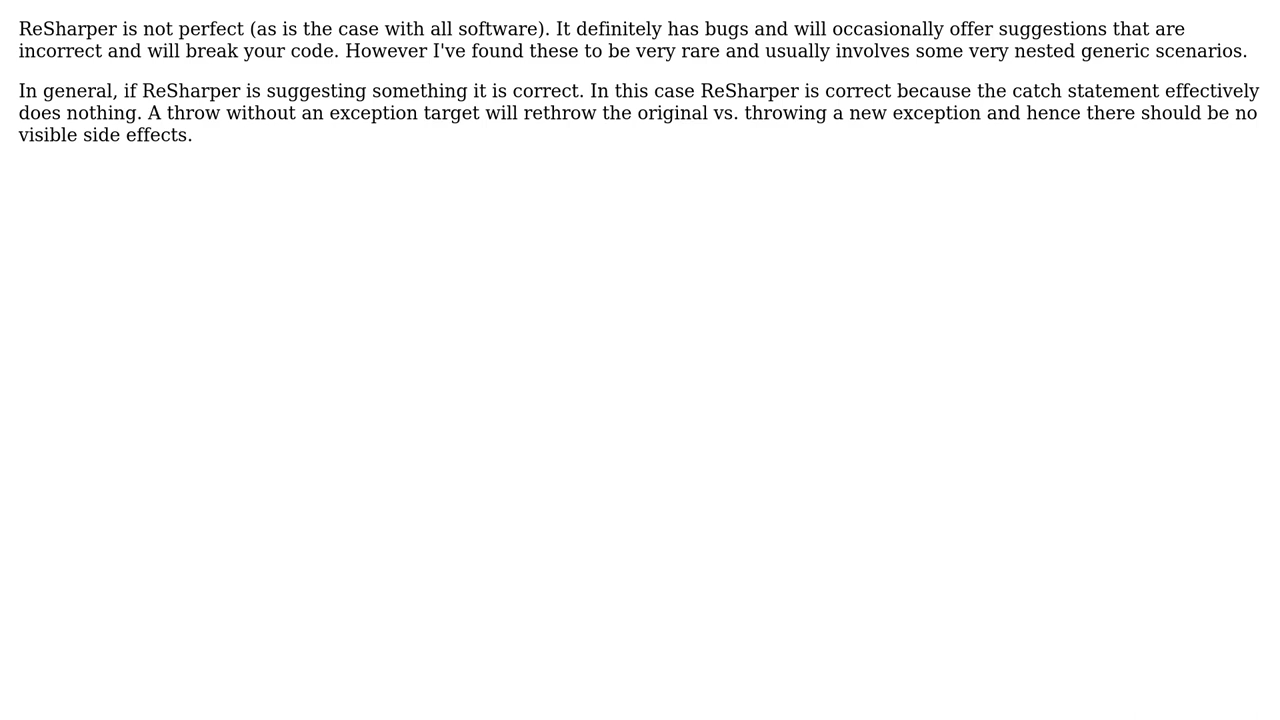 ReSharper is not perfect (as is the case with all software). It definitely has bugs and will occasionally offer suggestions that are
incorrect and will break your code. However I've found these to be very rare and usually involves some very nested generic scenarios.
In general, if ReSharper is suggesting something it is correct. In this case ReSharper is correct because the catch statement effectively
does nothing. A throw without an exception target will rethrow the original vs. throwing a new exception and hence there should be no
visible side effects.